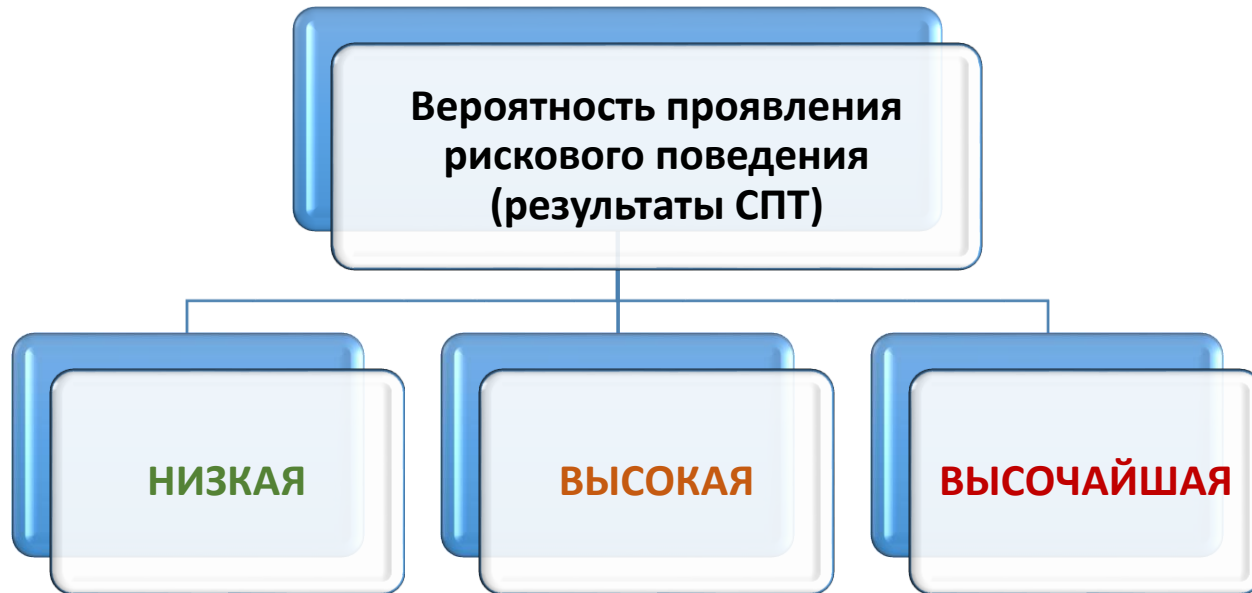 Вероятность проявления
рискового поведения
(результаты СПТ)
НИЗКАЯ
ВЫСОКАЯ
ВЫСОЧАЙШАЯ